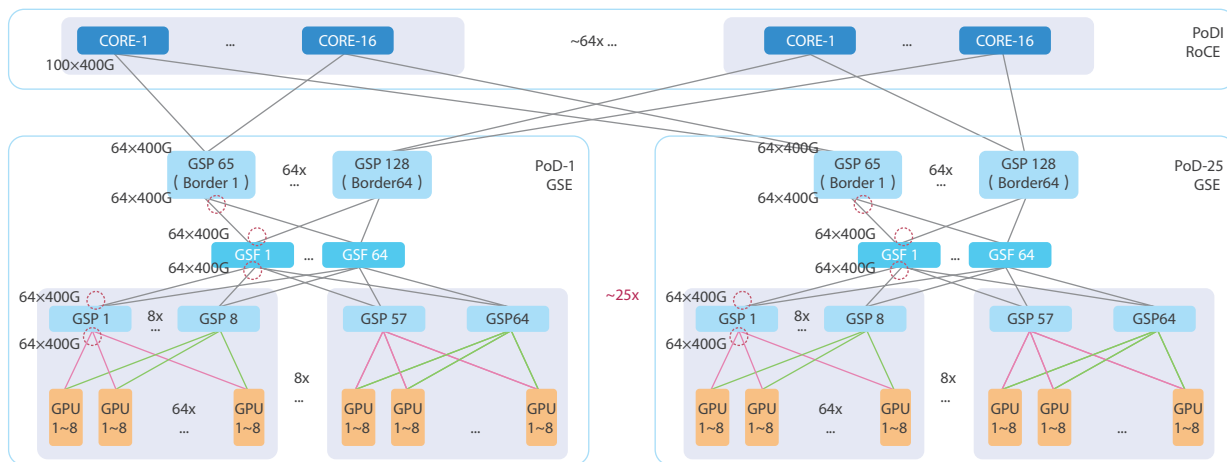 CORE-1
...
CORE-16
~64x ...
CORE-1
...
CORE-16
PoDI
RoCE
100×400G
64×400G
GSP 65
( Border 1 )
64x
...
GSP 128
( Border64 )
PoD-1
GSE
64×400G
64×400G
GSF 1
...
GSF 64
64×400G
64×400G
GSP 1
8x
...
GSP 8
GSP 57
GSP64
64×400G
8x
...
GPU
1~8
GPU
1~8
64x
...
GPU
1~8
GPU
1~8
GPU
1~8
...
GPU
1~8
~25x
64×400G
GSP 65
( Border 1 )
64x
...
GSP 128
( Border64 )
PoD-25
GSE
64×400G
64×400G
GSF 1
...
GSF 64
64×400G
64×400G
GSP 1
8x
...
GSP 8
GSP 57
GSP64
64×400G
8x
...
GPU
1~8
GPU
1~8
64x
...
GPU
1~8
GPU
1~8
GPU
1~8
...
GPU
1~8